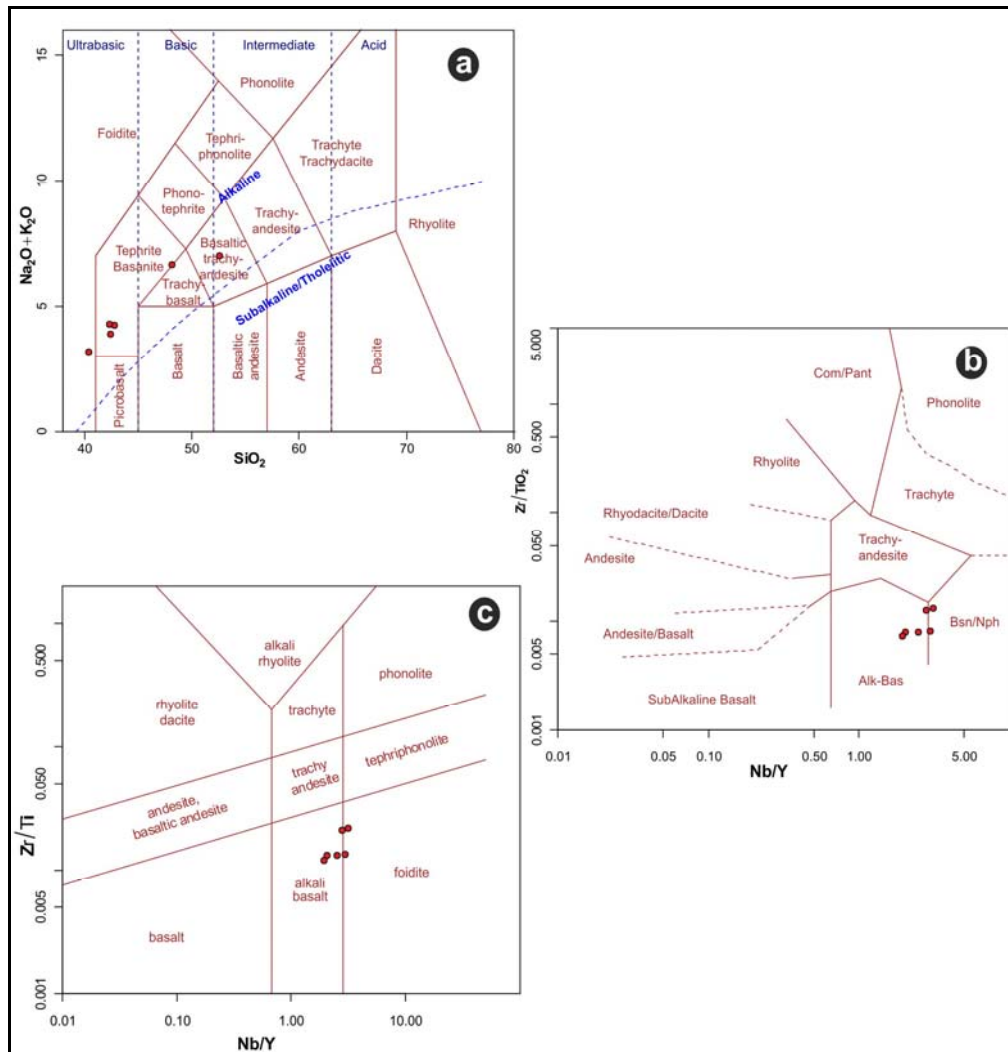 a
Ultrabasic Basic Intermediate Acid
Phonolite
Foidite
Tephri-
phonolite
Trachyte
Trachydacite
Phono-
tephrite
Alkaline
Trachy-
andesite
Rhyolite
Tephrite
Basanite
Basaltic
trachy-
andesite
Trachy-
basalt
Subalkaline/Tholeiitic
Picrobasalt
Basalt
Basaltic
andesite
Andesite
Dacite
Na2O+K2O
0 5 10 15
40 50 60 70 80
SiO2
b
Com/Pant
Phonolite
Rhyolite
Trachyte
Rhyodacite/Dacite
Trachy-
andesite
Andesite
Andesite/Basalt
Bsn/Nph
Alk-Bas
SubAlkaline Basalt
Zr/TiO2
0.001 0.005 0.050 0.500 5.000
0.01 0.05 0.10 0.50 1.00 5.00
Nb/Y
c
alkali
rhyolite
phonolite
rhyolite
dacite
trachyte
tephriphonolite
trachy
andesite
andesite,
basaltic andesite
foidite
alkali
basalt
basalt
Zr/Ti
0.001 0.005 0.050 0.500
0.01 0.10 1.00 10.00
Nb/Y